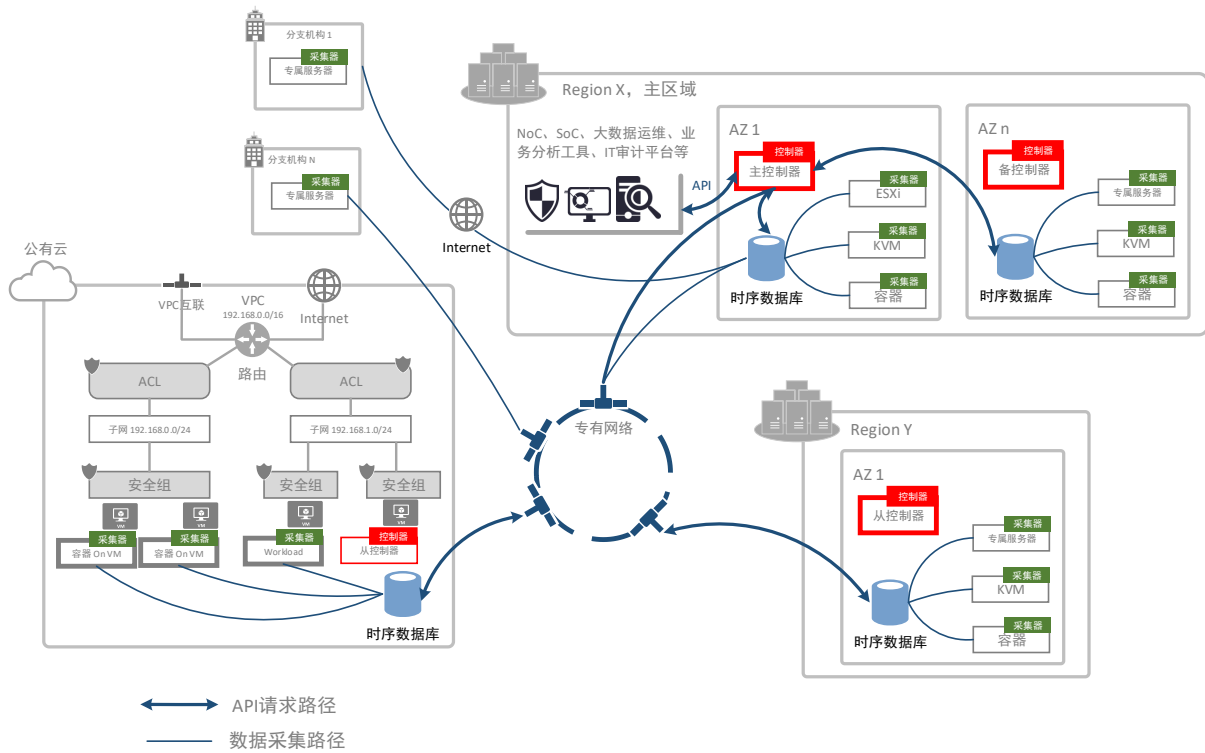 分支机构 1
采集器
专属服务器
分支机构 N
采集器
专属服务器
Internet
Region X，主区域
NoC、SoC、大数据运维、业
务分析工具、IT审计平台等
API
AZ 1
控制器
主控制器
采集器
ESXi
采集器
KVM
采集器
容器
时序数据库
AZ n
控制器
备控制器
采集器
专属服务器
采集器
KVM
采集器
容器
时序数据库
公有云
VPC互联
VPC
192.168.0.0/16
Internet
路由
ACL
ACL
子网 192.168.0.0/24
子网 192.168.1.0/24
安全组
安全组
安全组
VM
VM
VM
VM
采集器
容器 On VM
采集器
容器 On VM
采集器
Workload
控制器
从控制器
时序数据库
专有网络
Region Y
AZ 1
控制器
从控制器
采集器
专属服务器
采集器
KVM
采集器
容器
时序数据库
API请求路径
数据采集路径